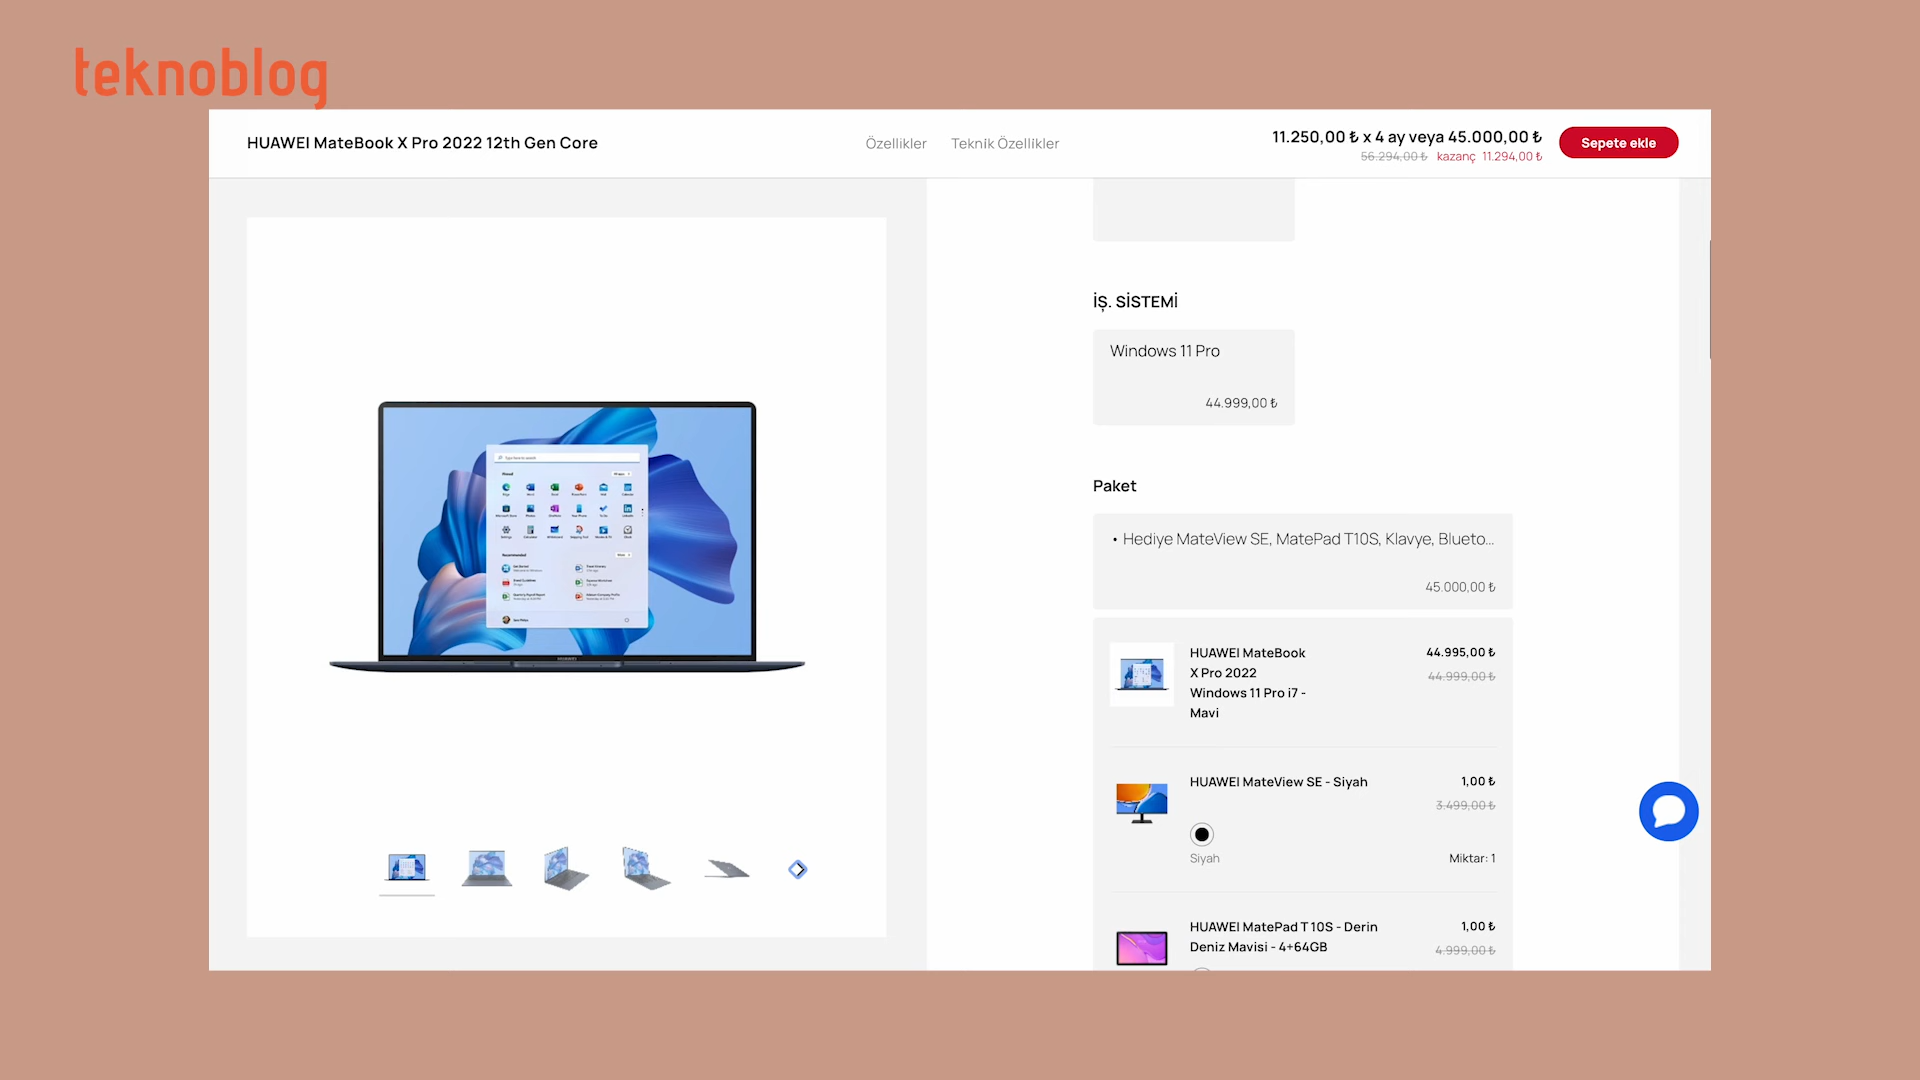 teknoblog
HUAWEI MateBook X Pro 2022 12th Gen Core
Özellikler
Teknik Özellikler
11.250,00 ₺ x 4 ay veya 45.000,00 ₺
56.294,00 ₺ kazanç 11.294,00 ₺
Sepete ekle
İŞ. SİSTEMİ
Windows 11 Pro
44.999,00 ₺
Paket
• Hediye MateView SE, MatePad T10S, Klavye, Blueto...
45.000,00 ₺
HUAWEI MateBook
X Pro 2022
Windows 11 Pro i7 -
Mavi
44.995,00 ₺
44.999,00 ₺
HUAWEI MateView SE - Siyah
1,00 ₺
3.499,00 ₺
Siyah
Miktar: 1
HUAWEI MatePad T 10S - Derin
Deniz Mavisi - 4+64GB
1,00 ₺
4.999,00 ₺